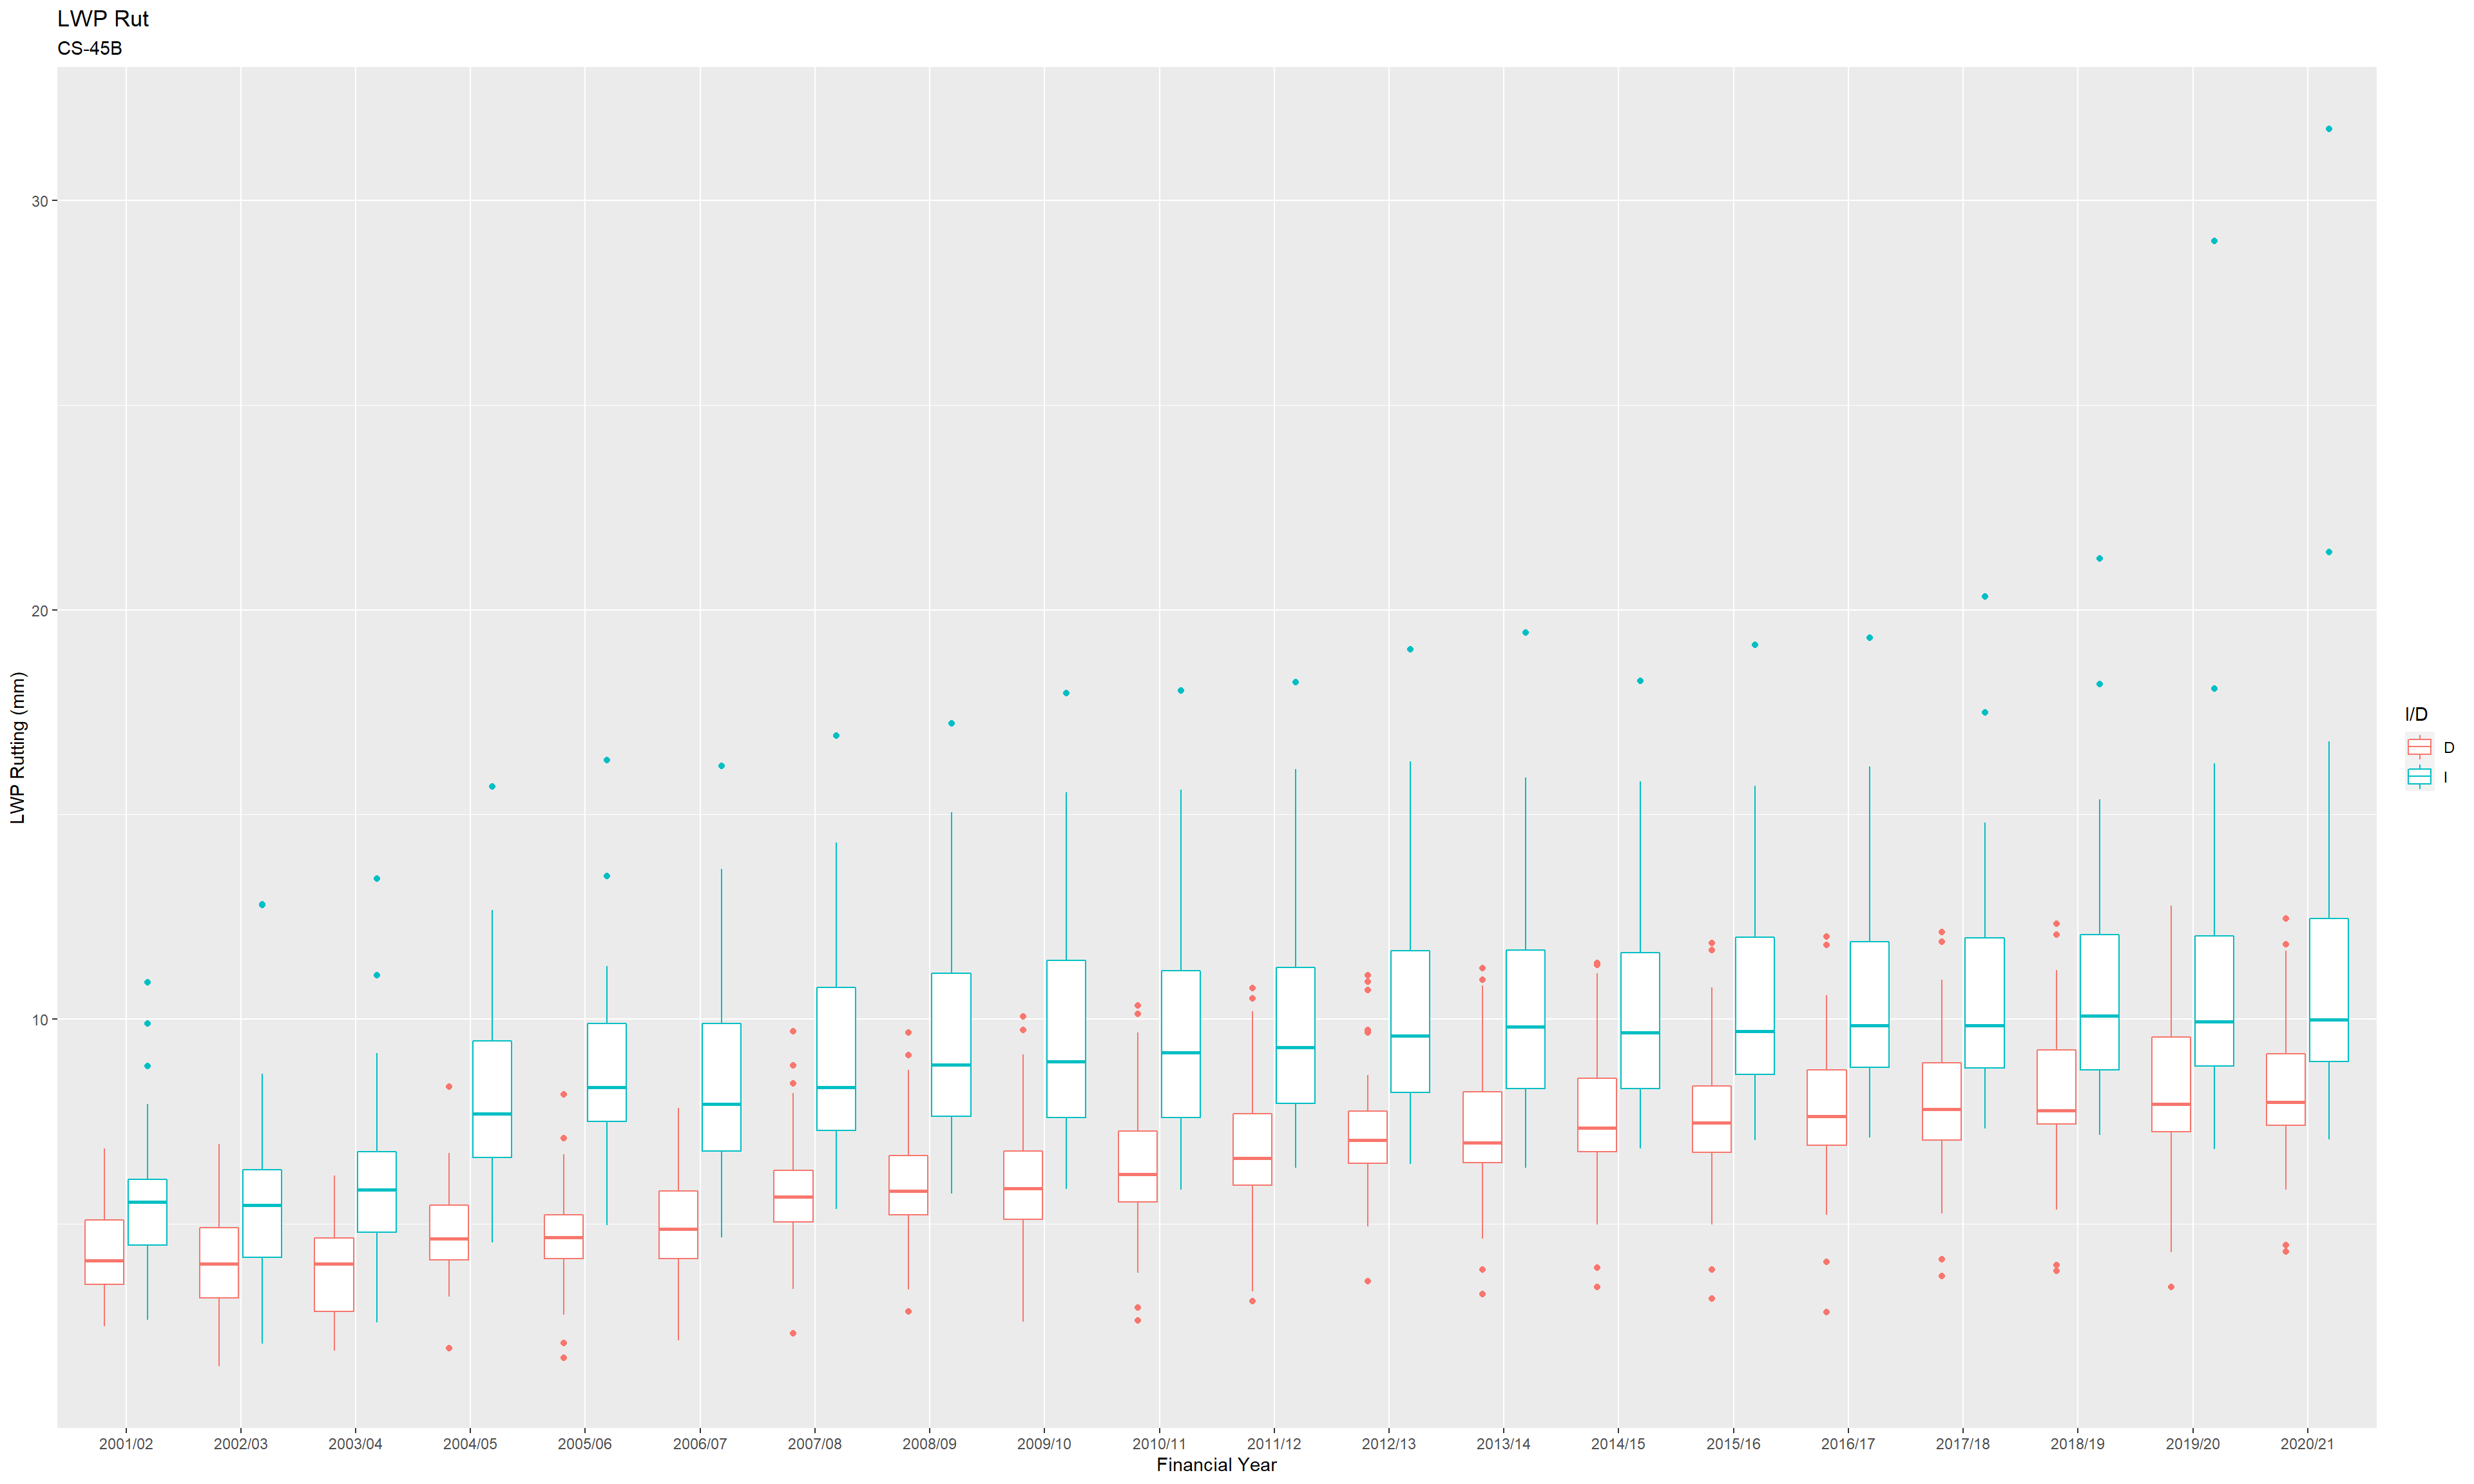 LWP Rut
CS-45B
30
20
10
LWP Rutting (mm)
2001/02 2002/03 2003/04 2004/05 2005/06 2006/07 2007/08 2008/09 2009/10 2010/11 2011/12 2012/13 2013/14 2014/15 2015/16 2016/17 2017/18 2018/19 2019/20 2020/21
Financial Year
I/D
D
I